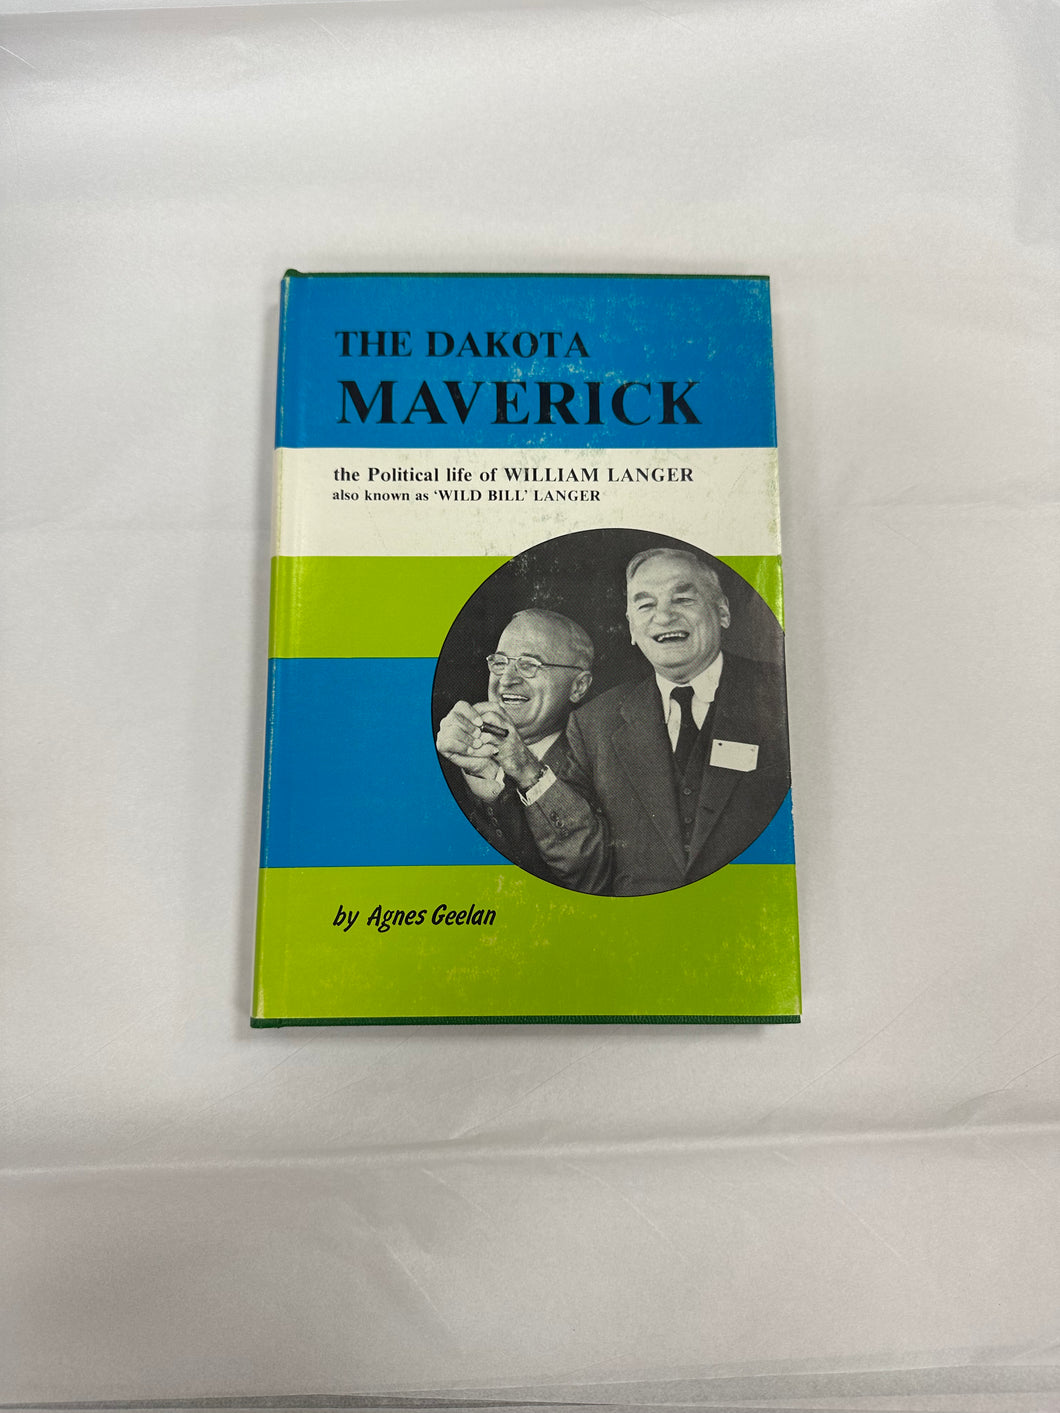 THE DAKOTA
MAVERICK
the Political life of WILLIAM LANGER
also known as ‘WILD BILL’ LANGER
by Agnes Geelan